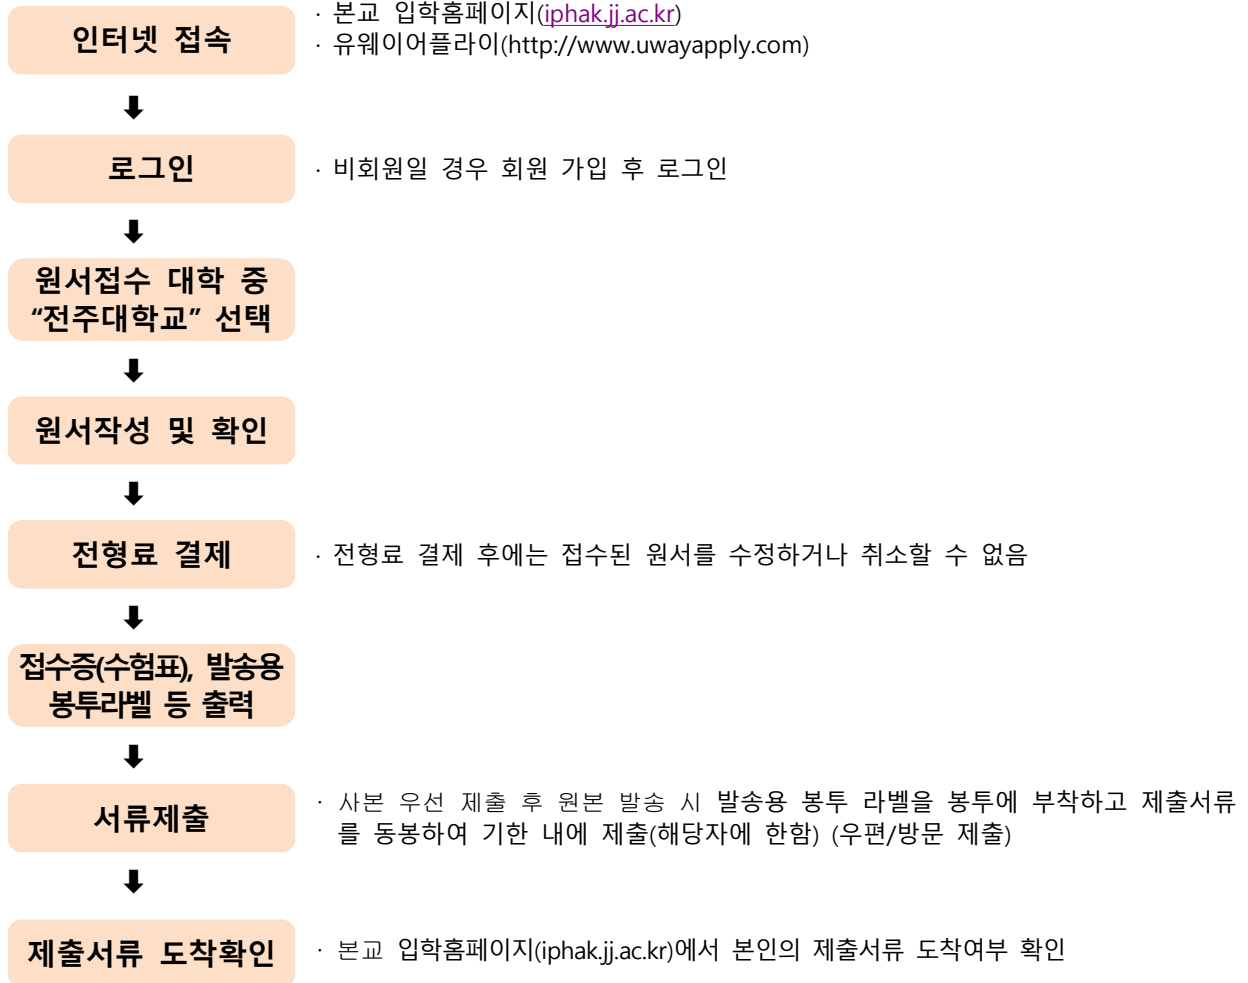 인터넷 접속
· 본교 입학홈페이지(iphak.jj.ac.kr)
· 유웨이어플라이(http://www.uwayapply.com)
⬇
로그인
· 비회원일 경우 회원 가입 후 로그인
⬇
원서접수 대학 중
“전주대학교” 선택
⬇
원서작성 및 확인
⬇
전형료 결제
· 전형료 결제 후에는 접수된 원서를 수정하거나 취소할 수 없음
⬇
접수증(수험표), 발송용
봉투라벨 등 출력
⬇
서류제출
· 사본 우선 제출 후 원본 발송 시 발송용 봉투 라벨을 봉투에 부착하고 제출서류
를 동봉하여 기한 내에 제출(해당자에 한함) (우편/방문 제출)
⬇
제출서류 도착확인
· 본교 입학홈페이지(iphak.jj.ac.kr)에서 본인의 제출서류 도착여부 확인